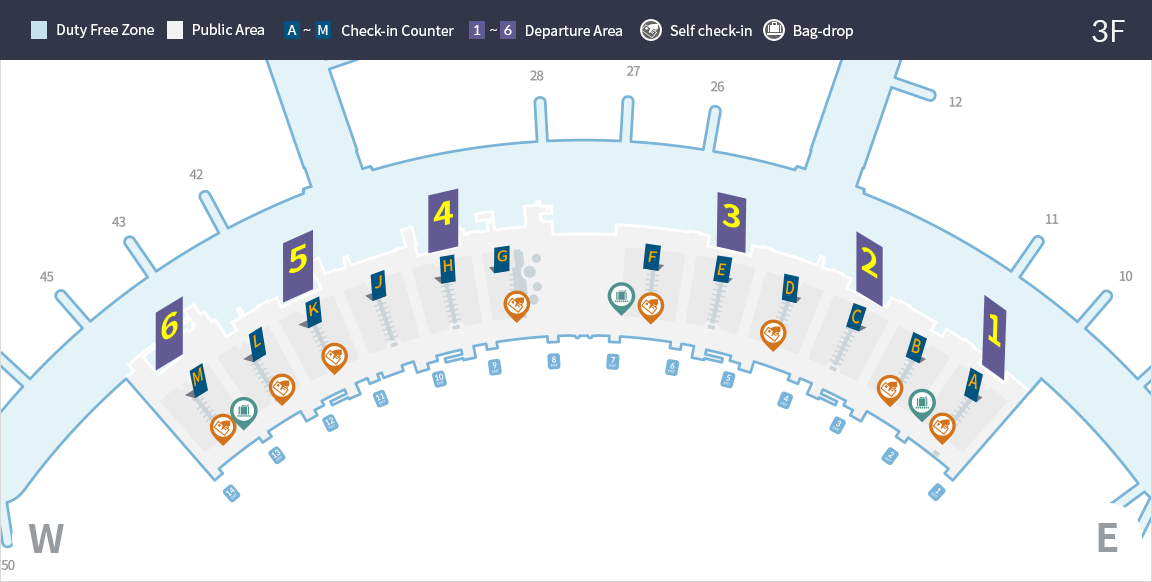 Duty Free Zone Public Area A ~ M Check-in Counter 1 ~ 6 Departure Area Self check-in Bag-drop 3F
28 27 26
12
42
43
45
11
10
4 3
5 2
6 1
G F
H E
J D
K C
L B
M A
8 7
9 6
10 5
11 4
12 3
13 2
14 1
W E
50